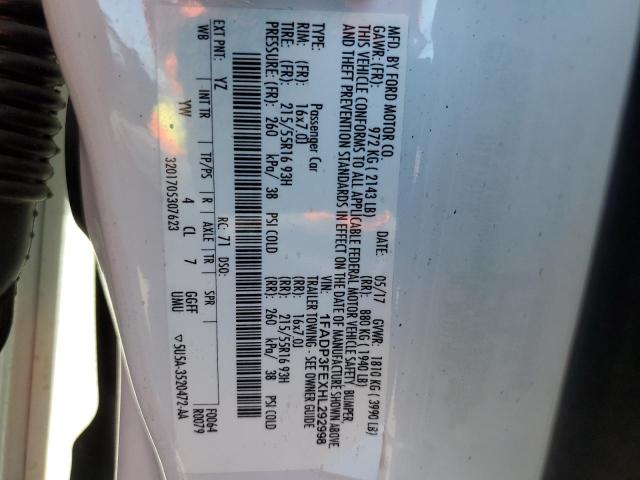 MFD. BY FORD MOTOR CO.
DATE: 05/17 GVWR: 1810 KG ( 3990 LB)
GAWR: (FR): 972 KG ( 2143 LB) (RR): 880 KG ( 1940 LB)
THIS VEHICLE CONFORMS TO ALL APPLICABLE FEDERAL MOTOR VEHICLE SAFETY, BUMPER,
AND THEFT PREVENTION STANDARDS IN EFFECT ON THE DATE OF MANUFACTURE SHOWN ABOVE
VIN: 1FADP3FEXHL292998
TYPE: Passenger Car TRAILER TOWING - SEE OWNER GUIDE
RIM: (FR): 16x7.0J (RR): 16x7.0J
TIRE: (FR): 215/55R16 93H (RR): 215/55R16 93H
PRESSURE: (FR): 260 kPa/ 38 PSI COLD (RR): 260 kPa/ 38 PSI COLD
EXT PNT: YZ RC: 71 DSO: F0064
WB INT TR TP/PS R AXLE TR SPR R0079
YW 4 CL 7 GGFF UMU
3201705307623 ▽5U5A-3520472-AA